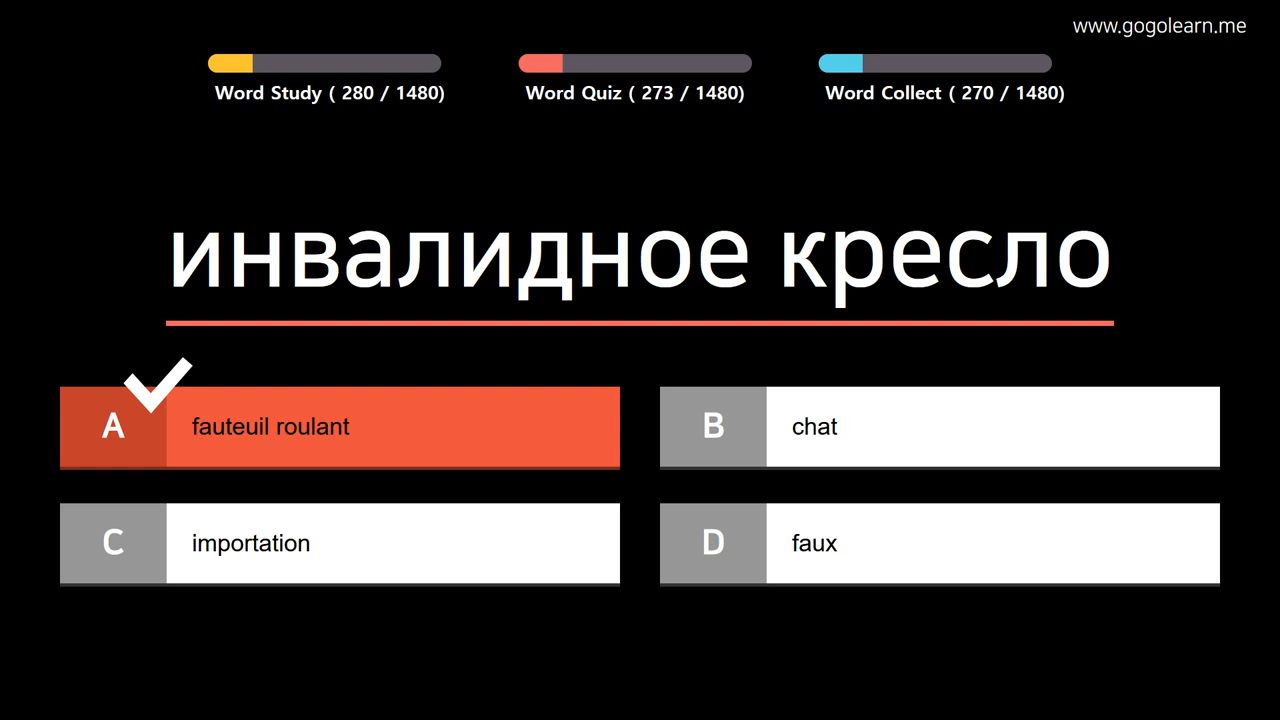 www.gogolearn.me
Word Study ( 280 / 1480)
Word Quiz ( 273 / 1480)
Word Collect ( 270 / 1480)
инвалидное кресло
A fauteuil roulant
B chat
C importation
D faux